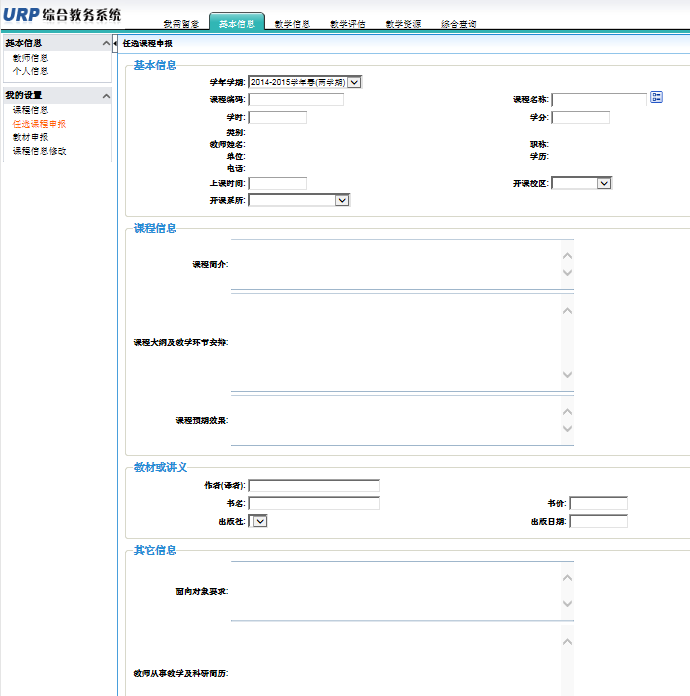 URP综合教务系统
我需留意 基本信息 教学信息 教学评估 教学资源 综合查询
基本信息
教师信息
个人信息
我的设置
课程信息
任选课程申报
教材申报
课程信息修改
任选课程申报
基本信息
学年学期: 2014-2015学年春(两学期)
课程编码: 课程名称:
学时: 学分:
类别:
教师姓名: 职称:
单位: 学历:
电话:
上课时间: 开课校区:
开课系所:
课程信息
课程简介:
课程大纲及教学环节安排:
课程预期效果:
教材或讲义
作者(译者):
书名: 书价:
出版社: 出版日期:
其它信息
面向对象要求:
教师从事教学及科研简历: